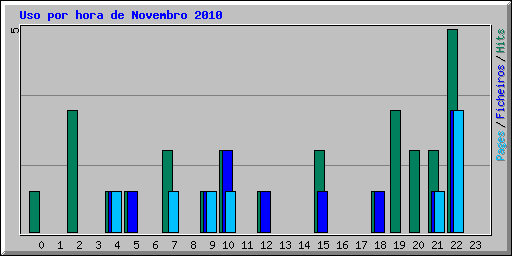 Uso por hora de Novembro 2010
5
0 1 2 3 4 5 6 7 8 9 10 11 12 13 14 15 16 17 18 19 20 21 22 23
Pages / Ficheiros / Hits